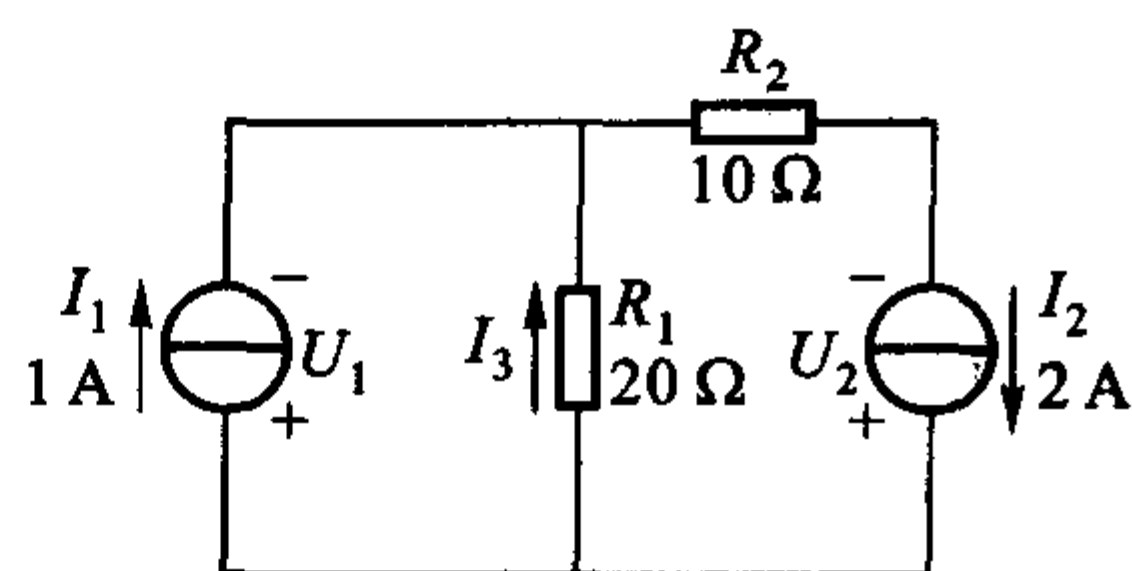 R₂
10 Ω
I₁
1 A
−
U₁
+
I₃
R₁
20 Ω
−
U₂
+
I₂
2 A